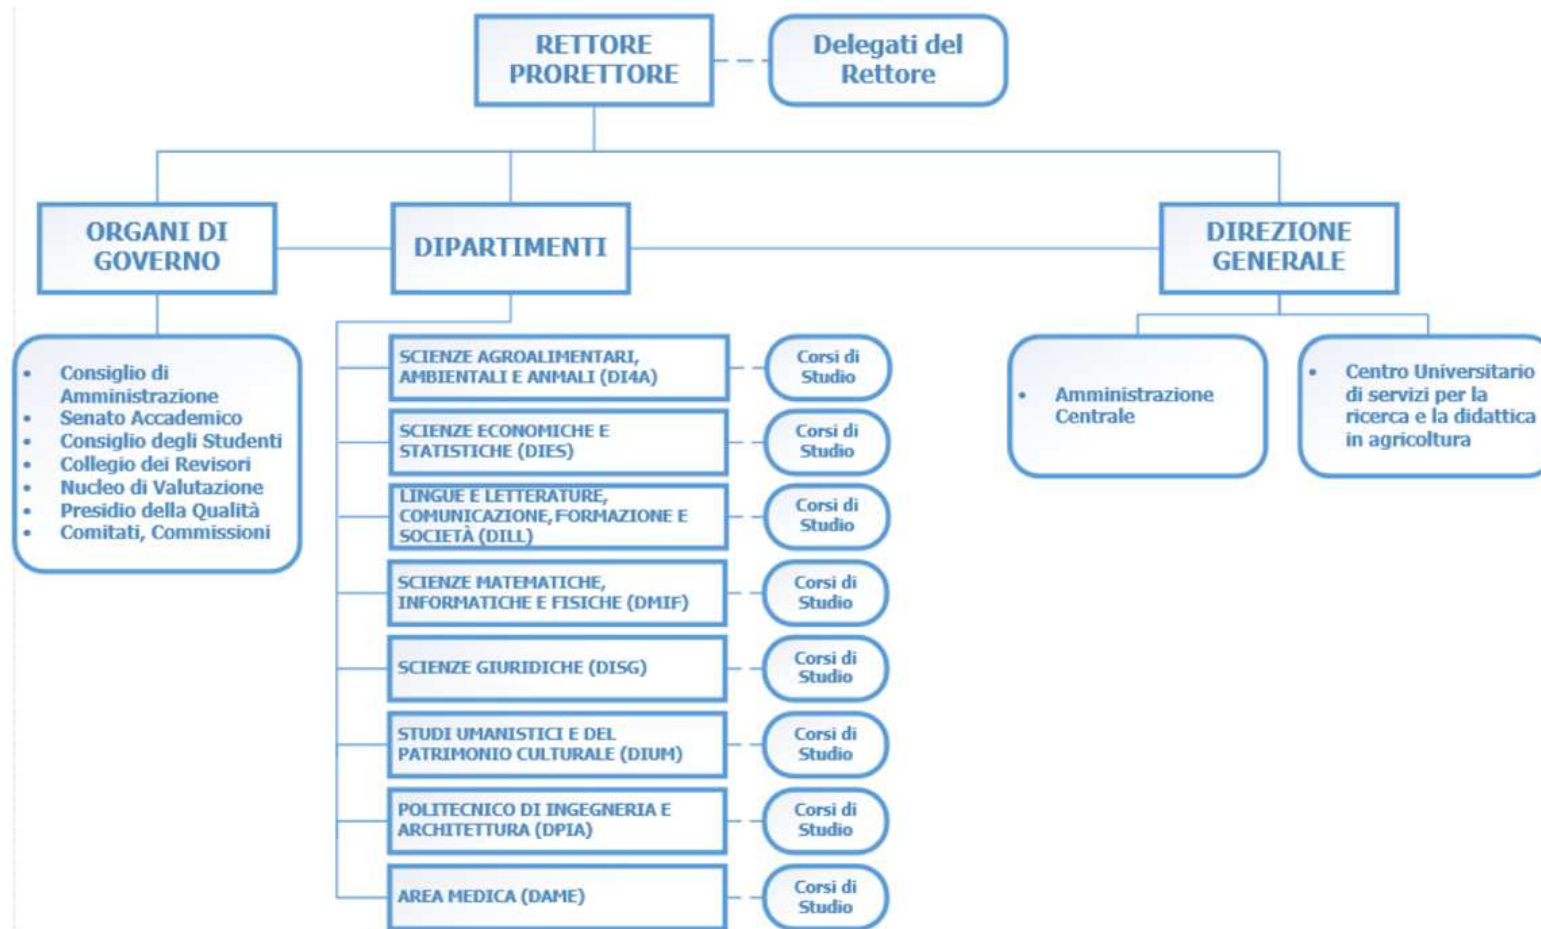 RETTORE
PRORETTORE
Delegati del
Rettore
ORGANI DI
GOVERNO
DIPARTIMENTI
DIREZIONE
GENERALE
• Consiglio di
Amministrazione
• Senato Accademico
• Consiglio degli Studenti
• Collegio dei Revisori
• Nucleo di Valutazione
• Presidio della Qualità
• Comitati, Commissioni
SCIENZE AGROALIMENTARI,
AMBIENTALI E ANMALI (DI4A)
Corsi di
Studio
SCIENZE ECONOMICHE E
STATISTICHE (DIES)
Corsi di
Studio
LINGUE E LETTERATURE,
COMUNICAZIONE, FORMAZIONE E
SOCIETÀ (DILL)
Corsi di
Studio
SCIENZE MATEMATICHE,
INFORMATICHE E FISICHE (DMIF)
Corsi di
Studio
SCIENZE GIURIDICHE (DISG)
Corsi di
Studio
STUDI UMANISTICI E DEL
PATRIMONIO CULTURALE (DIUM)
Corsi di
Studio
POLITECNICO DI INGEGNERIA E
ARCHITETTURA (DPIA)
Corsi di
Studio
AREA MEDICA (DAME)
Corsi di
Studio
• Amministrazione
Centrale
• Centro Universitario
di servizi per la
ricerca e la didattica
in agricoltura